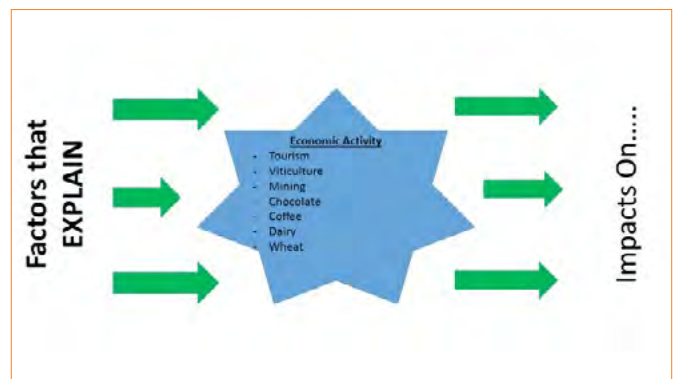 Factors that
EXPLAIN
Economic Activity
- Tourism
- Viticulture
- Mining
- Chocolate
- Coffee
- Dairy
- Wheat
Impacts On.....